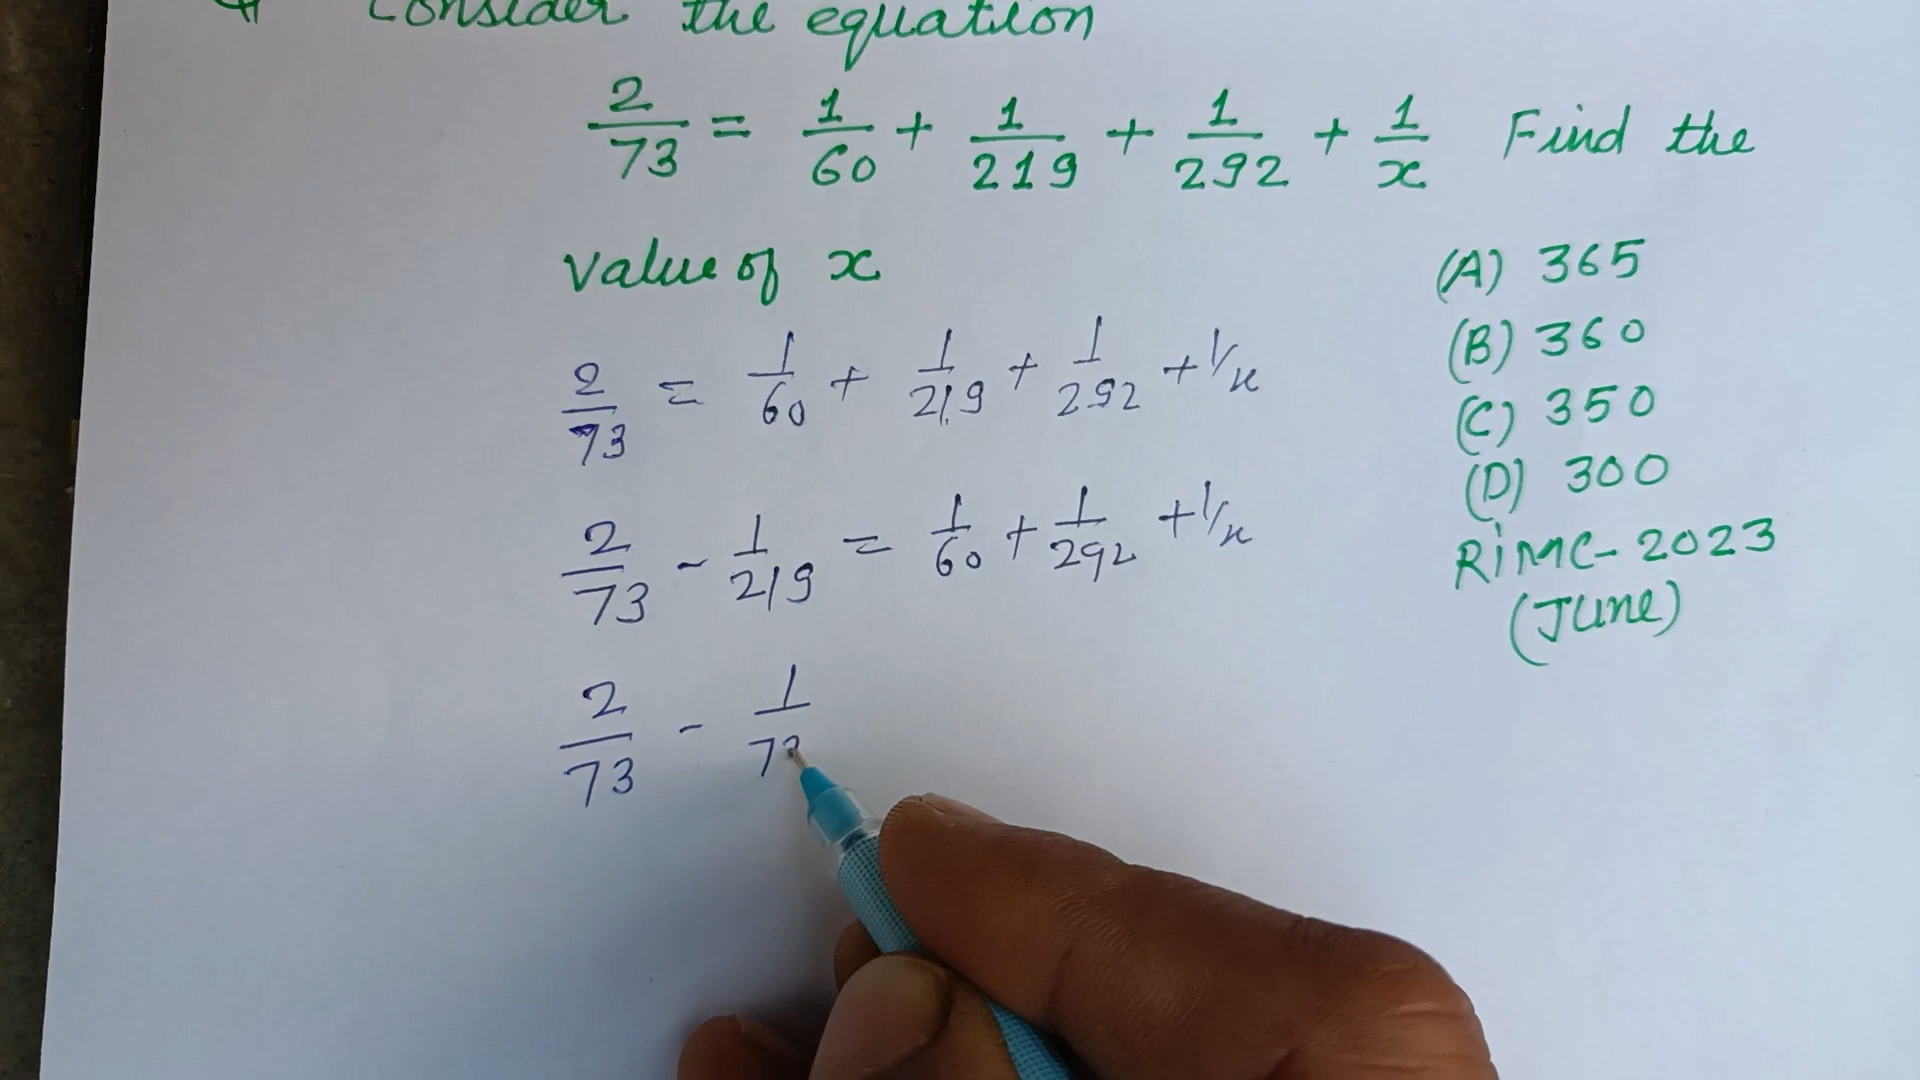 Consider the equation
2/73 = 1/60 + 1/219 + 1/292 + 1/x Find the
value of x
(A) 365
(B) 360
(C) 350
(D) 300
RIMC-2023
(June)
2/73 = 1/60 + 1/219 + 1/292 + 1/x
2/73 - 1/219 = 1/60 + 1/292 + 1/x
2/73 - 1/73